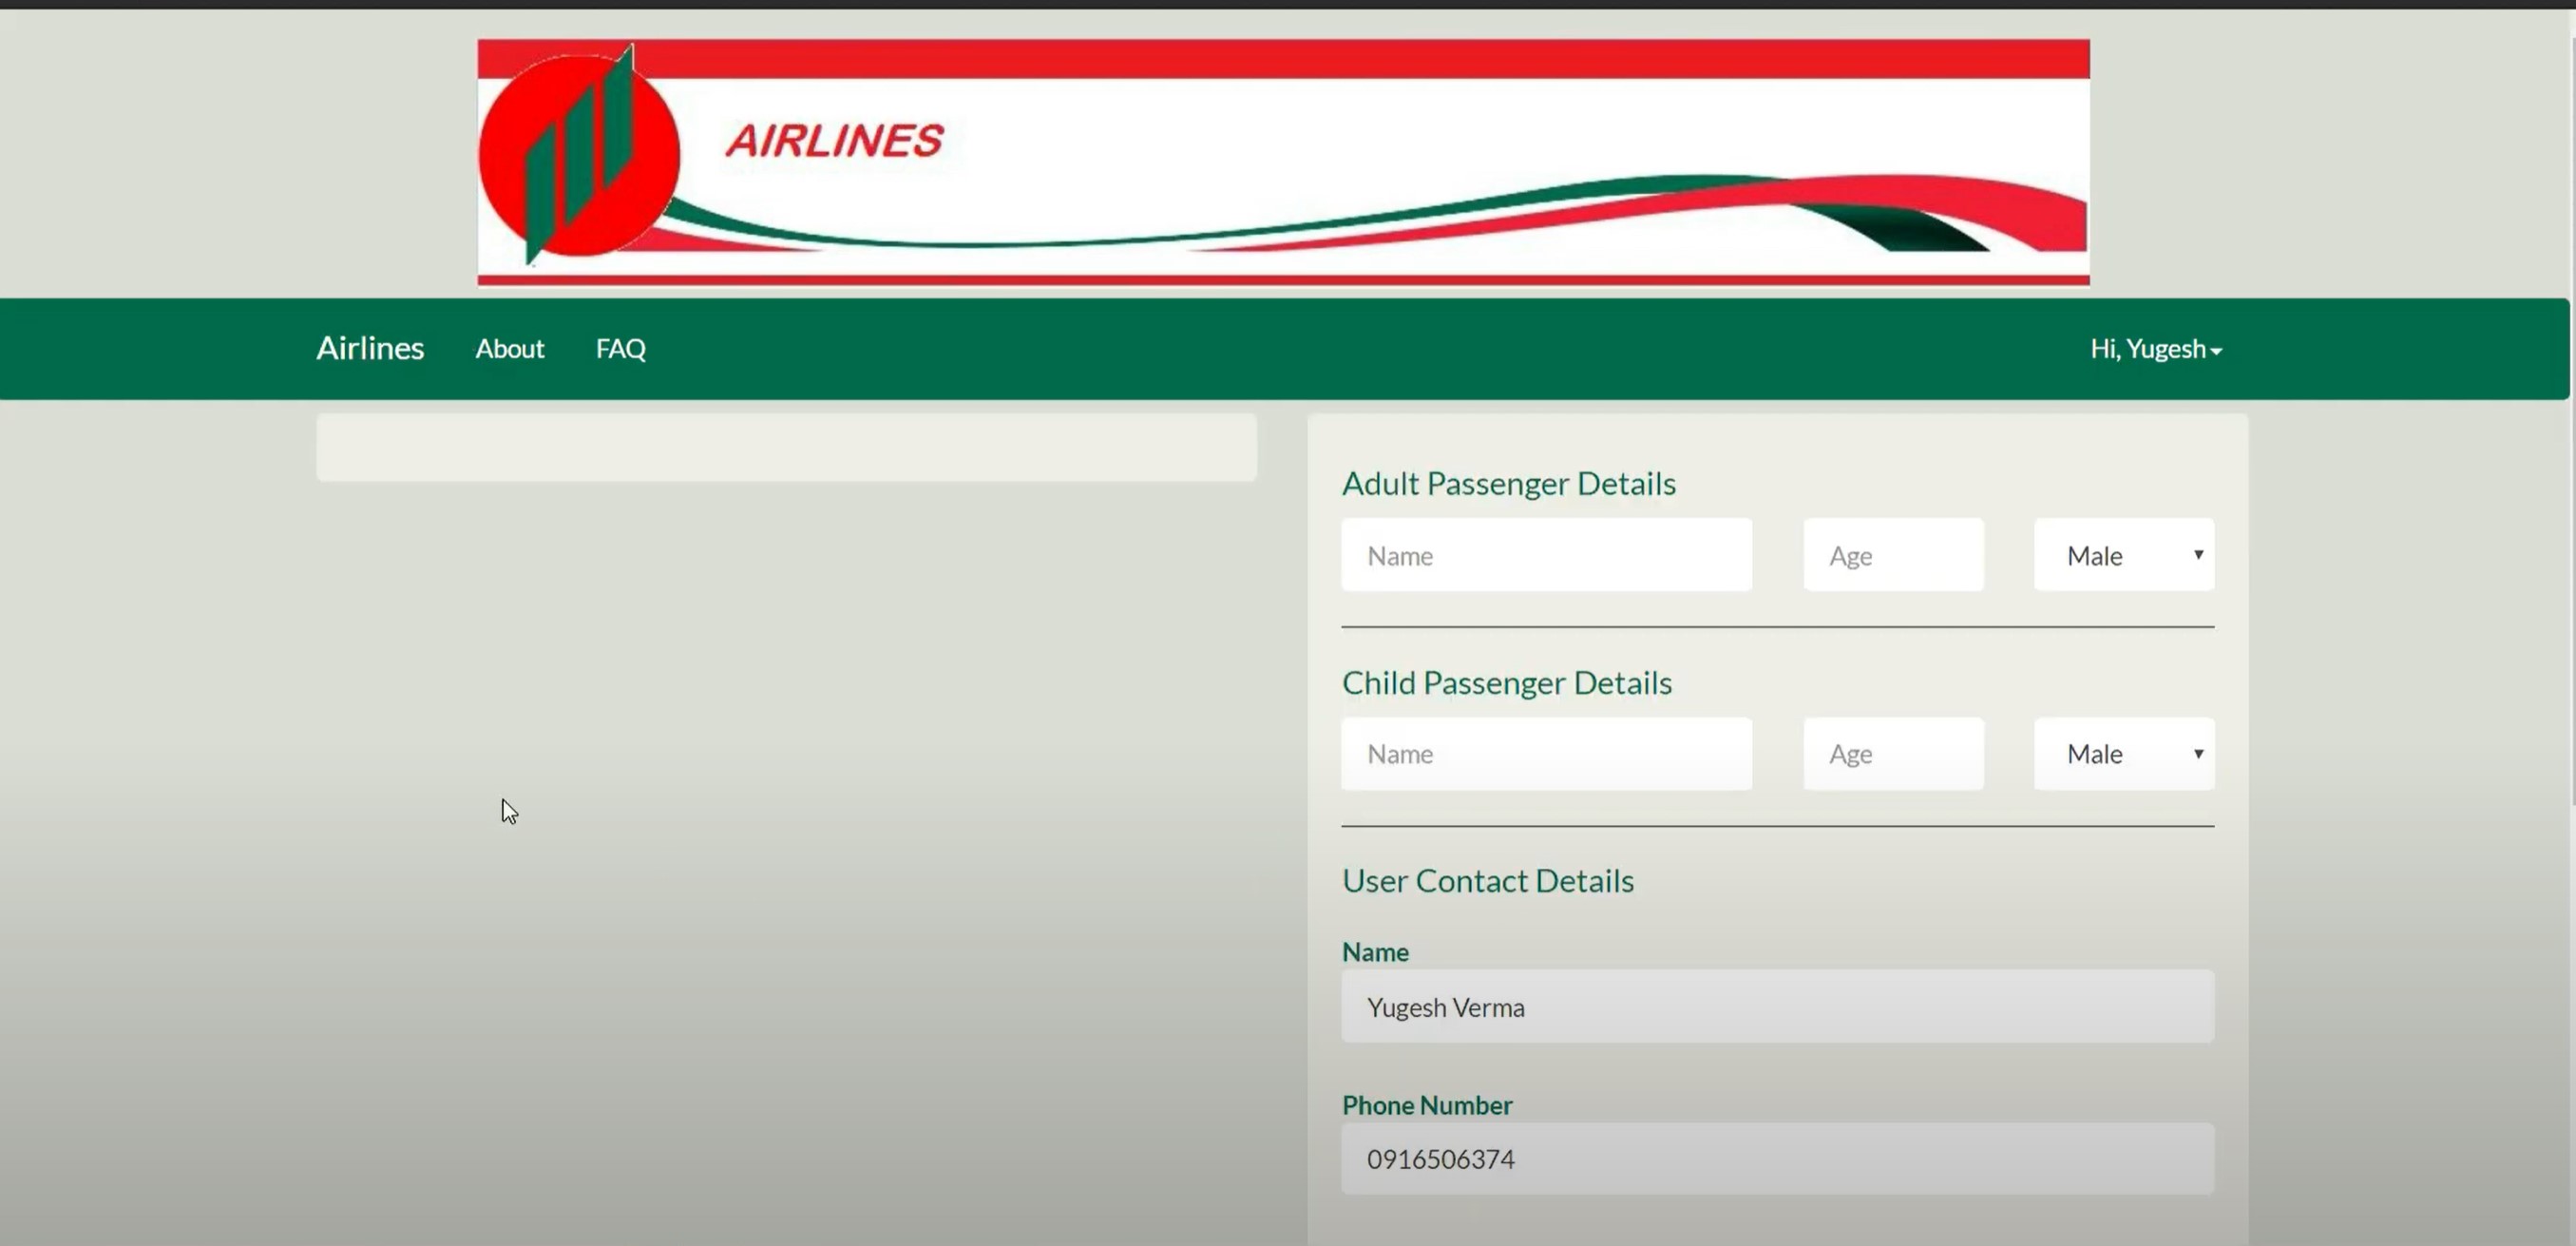 AIRLINES
Airlines About FAQ Hi, Yugesh
Adult Passenger Details
Name Age Male
Child Passenger Details
Name Age Male
User Contact Details
Name
Yugesh Verma
Phone Number
0916506374